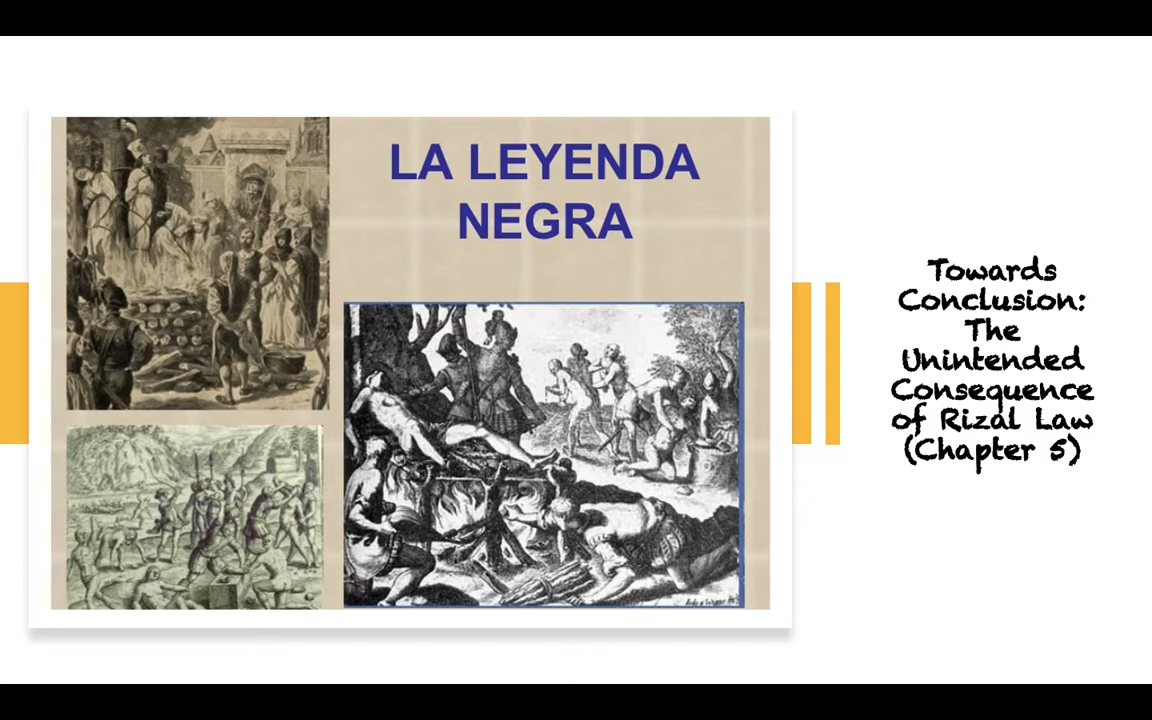 LA LEYENDA
NEGRA
Towards
Conclusion:
The
Unintended
Consequence
of Rizal Law
(Chapter 5)